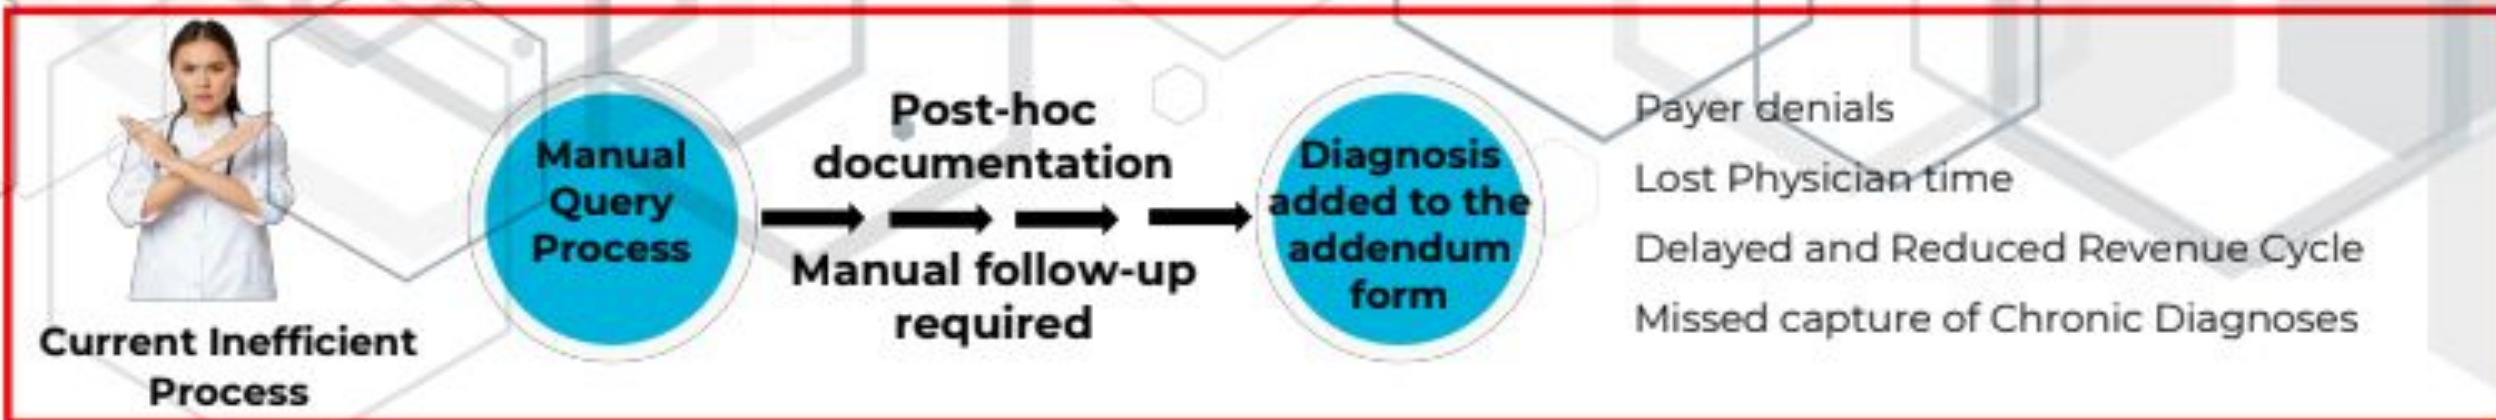 Current Inefficient
Process
Manual
Query
Process
Post-hoc
documentation
Manual follow-up
required
Diagnosis
added to the
addendum
form
Payer denials
Lost Physician time
Delayed and Reduced Revenue Cycle
Missed capture of Chronic Diagnoses